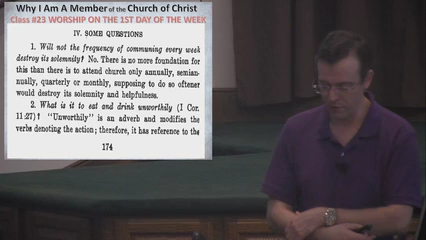 Why I Am A Member of the Church of Christ
Class #23 WORSHIP ON THE 1ST DAY OF THE WEEK
IV. SOME QUESTIONS
1. Will not the frequency of communing every week
destroy its solemnity? No. There is no more foundation for
this than there is to attend church only annually, semian-
nually, quarterly or monthly, supposing to do so oftener
would destroy its solemnity and helpfulness.
2. What is it to eat and drink unworthily (I Cor.
11:27)? "Unworthily" is an adverb and modifies the
verbs denoting the action; therefore, it has reference to the
174